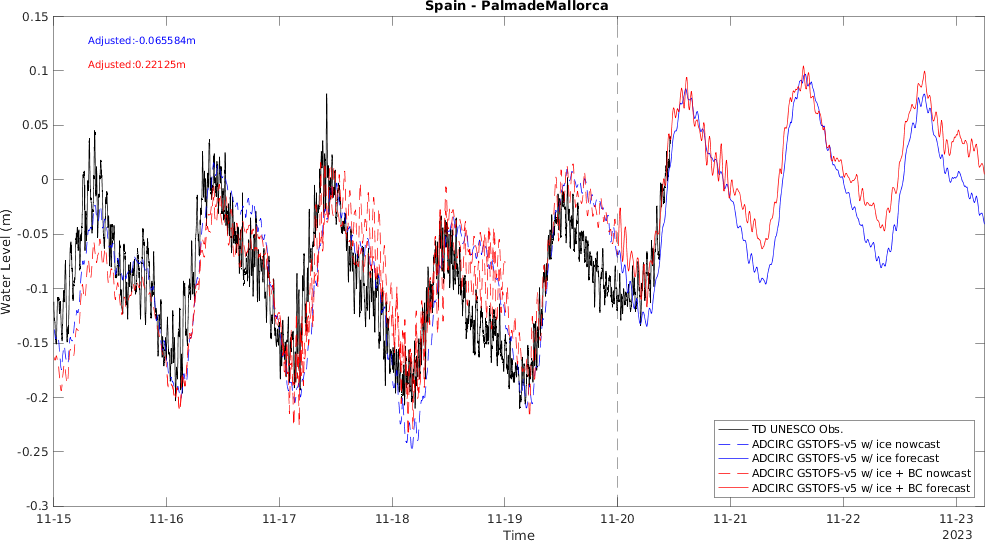 Spain - PalmadeMallorca
Adjusted:-0.065584m
Adjusted:0.22125m
0.15
0.1
0.05
0
-0.05
-0.1
-0.15
-0.2
-0.25
-0.3
Water Level (m)
TD UNESCO Obs.
ADCIRC GSTOFS-v5 w/ ice nowcast
ADCIRC GSTOFS-v5 w/ ice forecast
ADCIRC GSTOFS-v5 w/ ice + BC nowcast
ADCIRC GSTOFS-v5 w/ ice + BC forecast
11-15 11-16 11-17 11-18 11-19 11-20 11-21 11-22 11-23
Time
2023